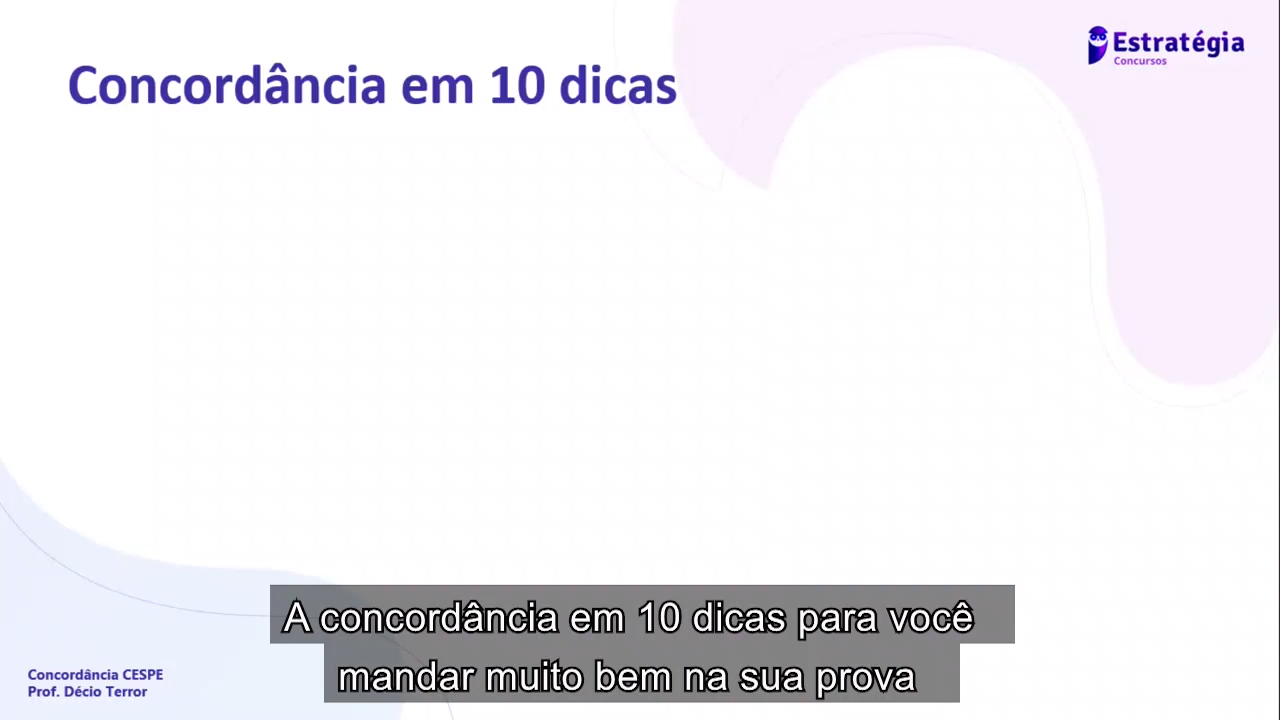 Estratégia
Concursos
Concordância em 10 dicas
A concordância em 10 dicas para você
mandar muito bem na sua prova
Concordância CESPE
Prof. Décio Terror